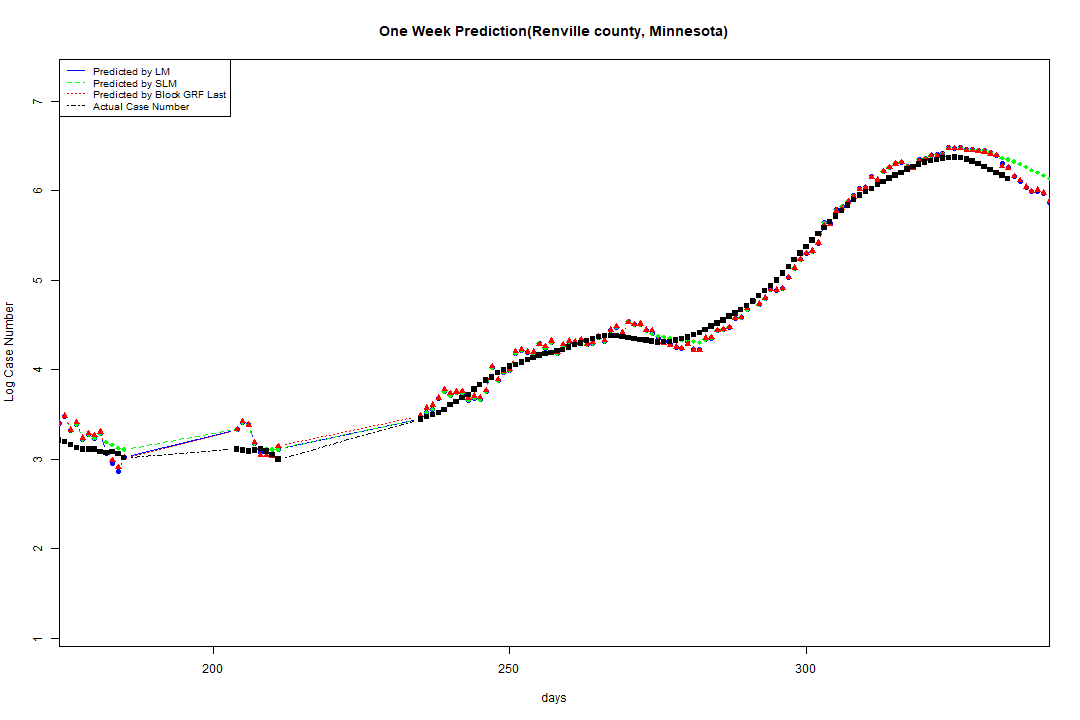 One Week Prediction(Renville county, Minnesota)
Predicted by LM
Predicted by SLM
Predicted by Block GRF Last
Actual Case Number
7
6
5
4
3
2
1
Log Case Number
200
250
300
days